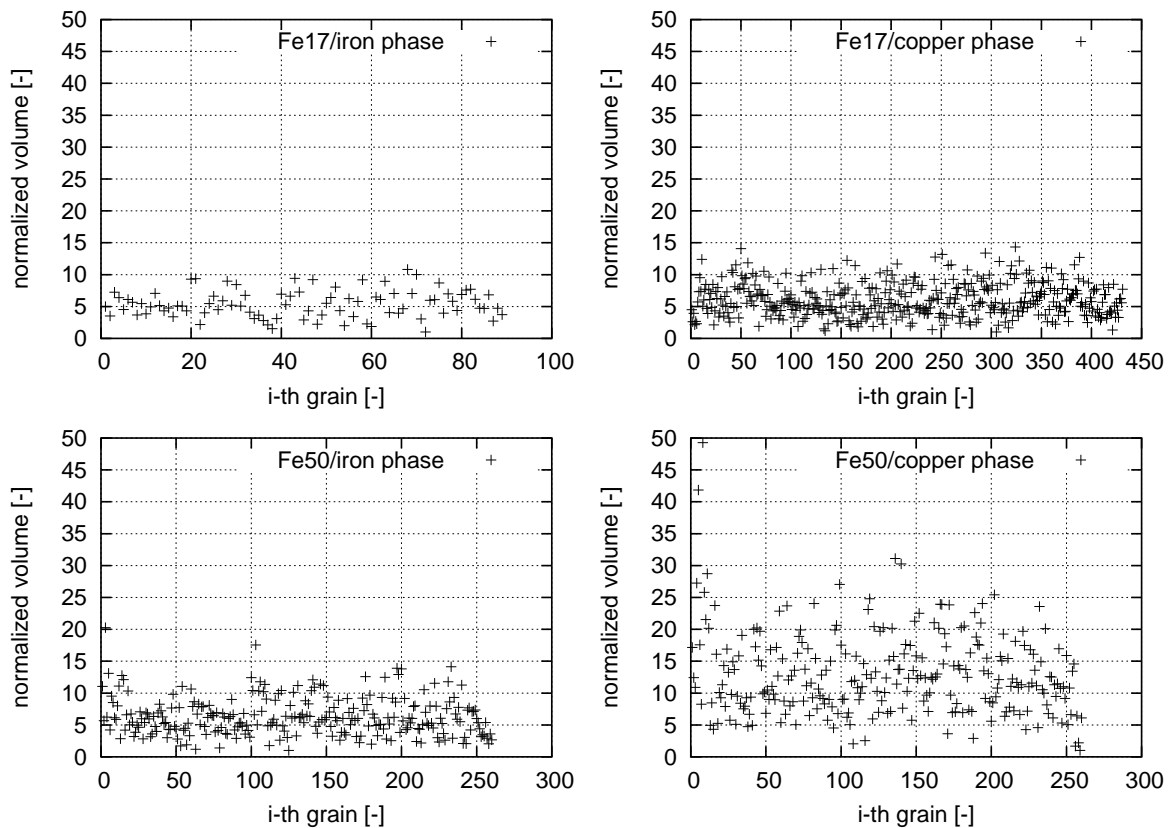 50
45
40
35
30
25
20
15
10
5
0
normalized volume [-]
Fe17/iron phase
0 20 40 60 80 100
i-th grain [-]
50
45
40
35
30
25
20
15
10
5
0
normalized volume [-]
Fe17/copper phase
0 50 100 150 200 250 300 350 400 450
i-th grain [-]
50
45
40
35
30
25
20
15
10
5
0
normalized volume [-]
Fe50/iron phase
0 50 100 150 200 250 300
i-th grain [-]
50
45
40
35
30
25
20
15
10
5
0
normalized volume [-]
Fe50/copper phase
0 50 100 150 200 250 300
i-th grain [-]